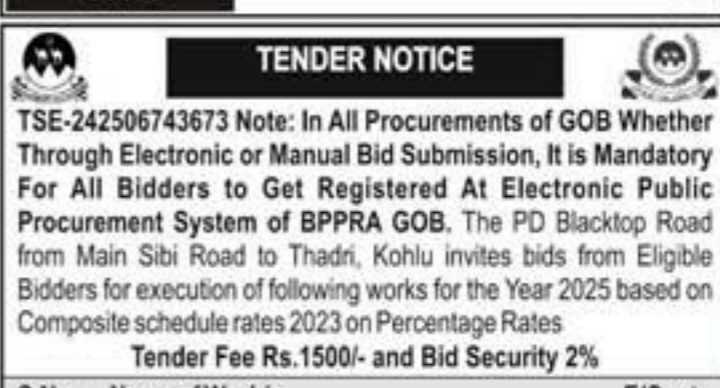 TENDER NOTICE
TSE-242506743673 Note: In All Procurements of GOB Whether
Through Electronic or Manual Bid Submission, It is Mandatory
For All Bidders to Get Registered At Electronic Public
Procurement System of BPPRA GOB. The PD Blacktop Road
from Main Sibi Road to Thadri, Kohlu invites bids from Eligible
Bidders for execution of following works for the Year 2025 based on
Composite schedule rates 2023 on Percentage Rates
Tender Fee Rs.1500/- and Bid Security 2%